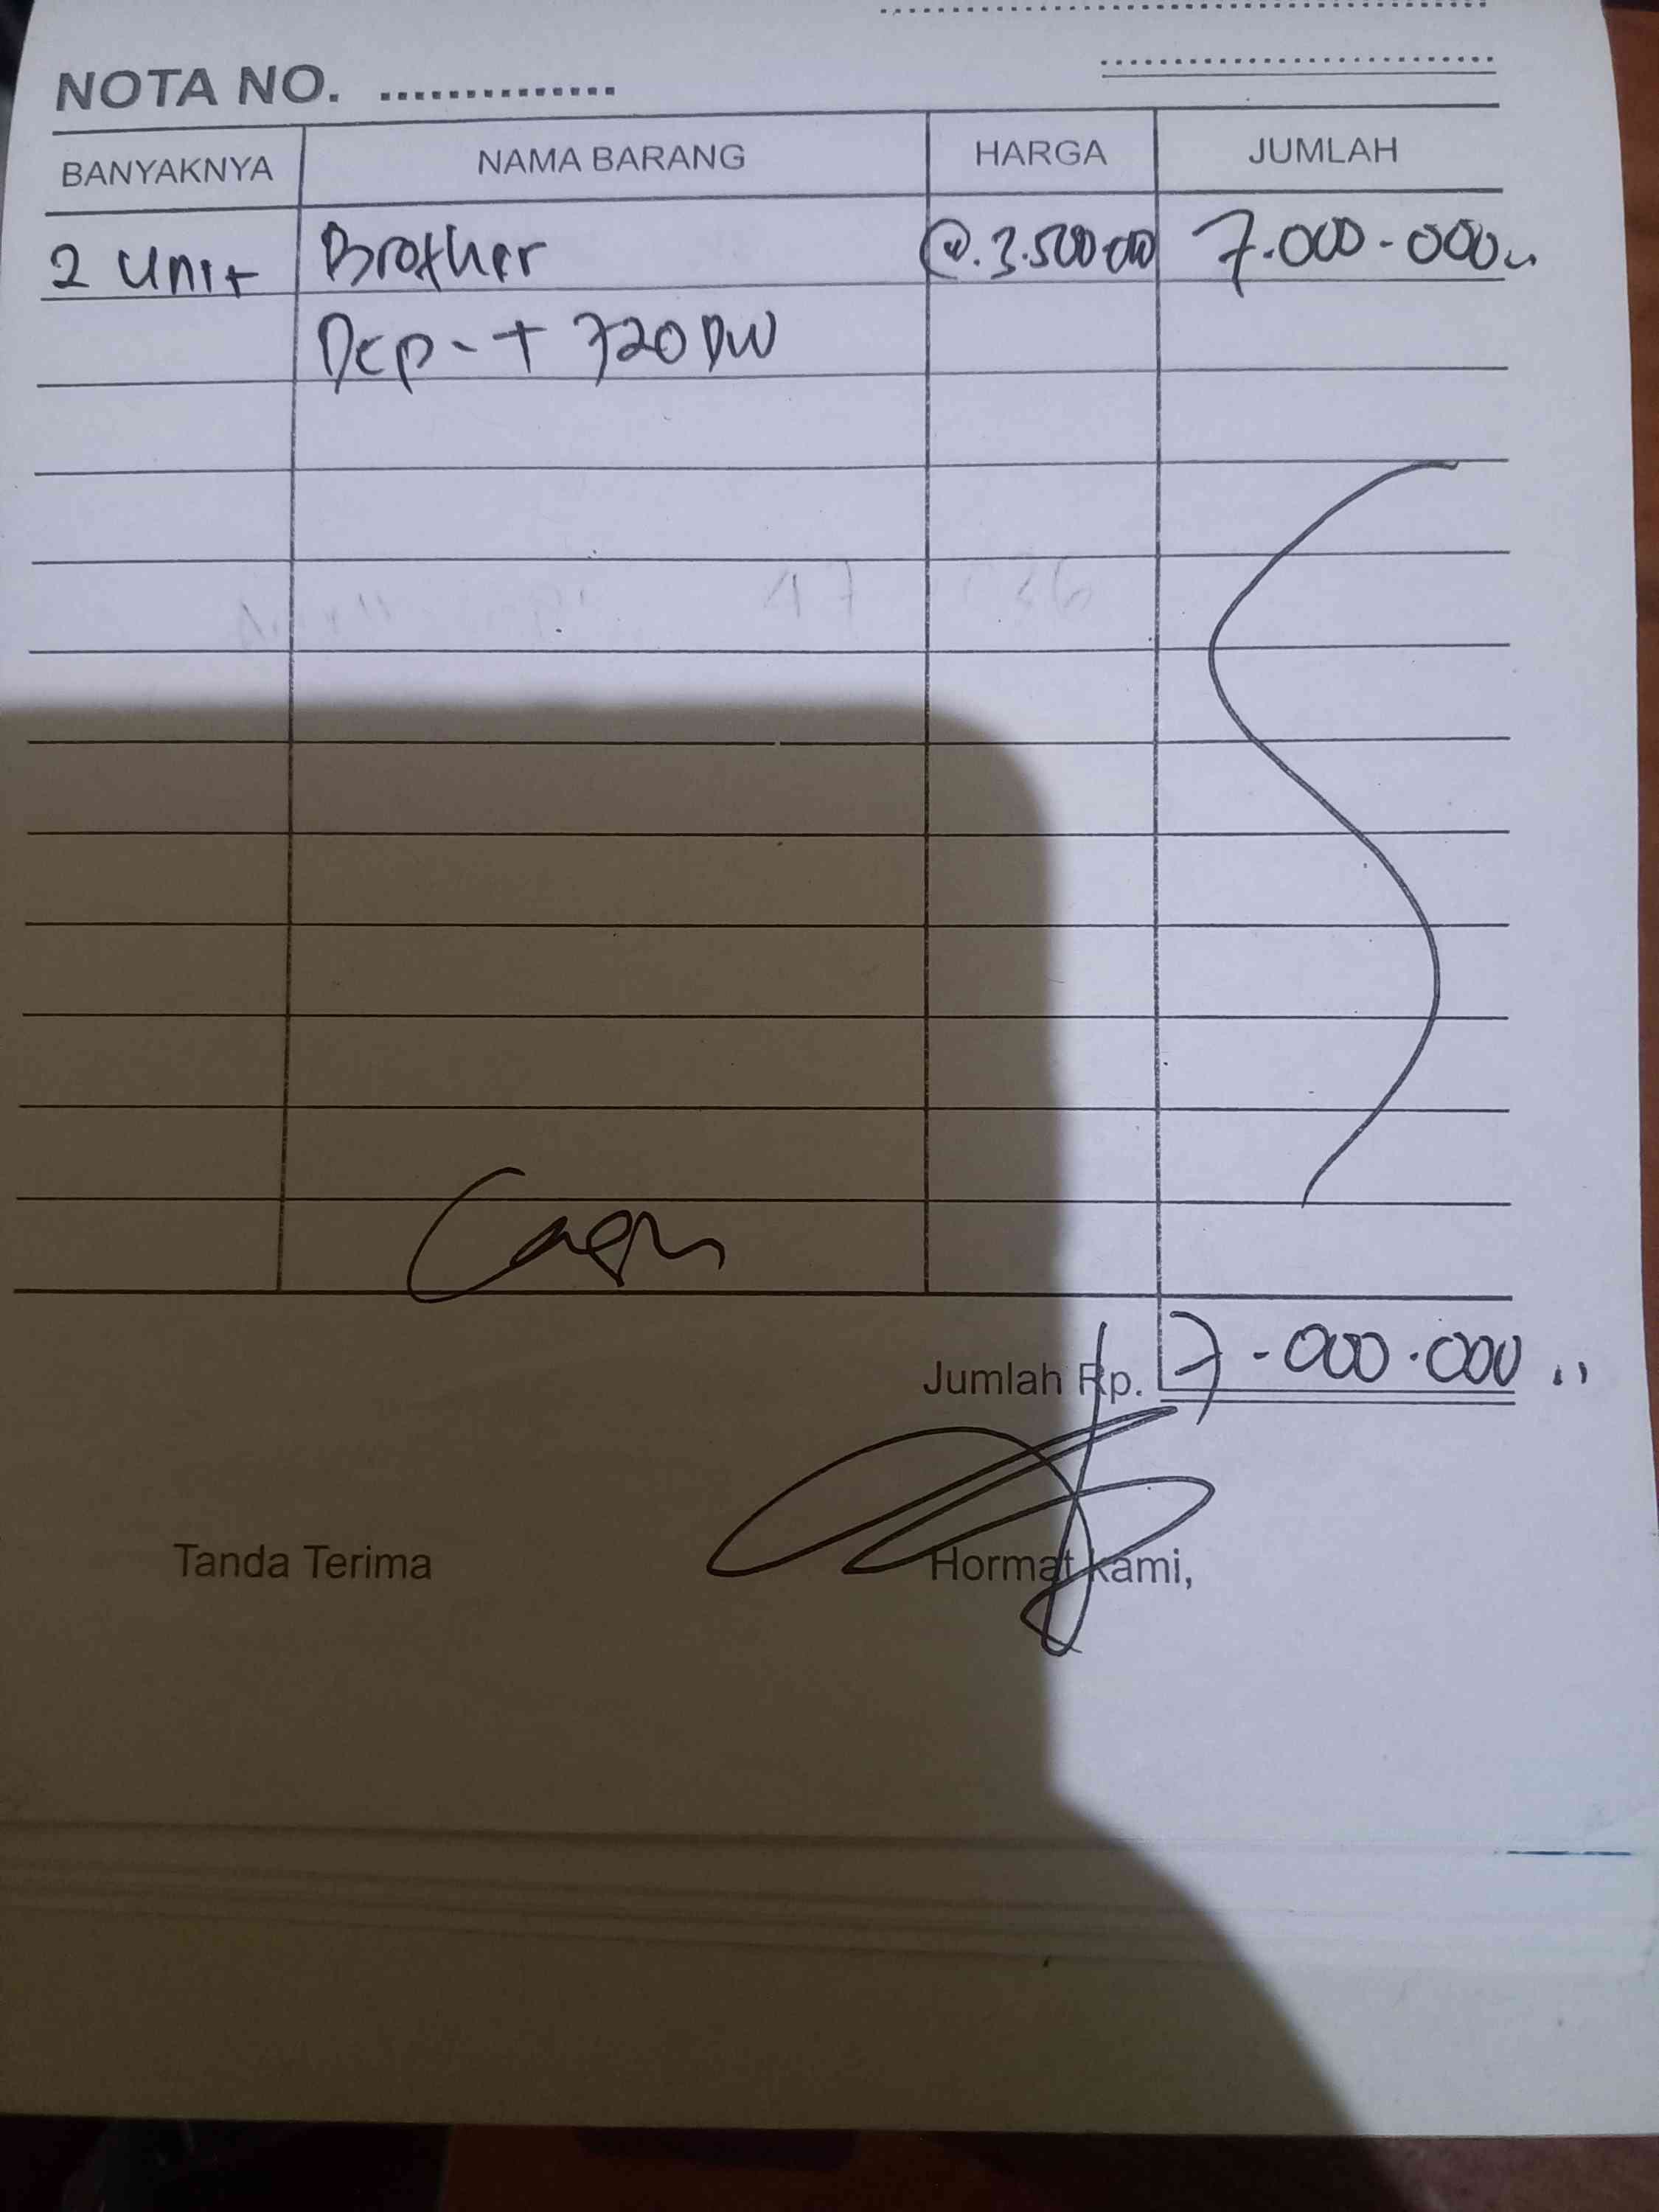 NOTA NO. ..............
BANYAKNYA NAMA BARANG HARGA JUMLAH
2 Unit Brother @. 3.500.000 7.000.000,,
Dcp-T 720 DW
Cash
Jumlah Rp. 7.000.000,,
Tanda Terima Hormat kami,